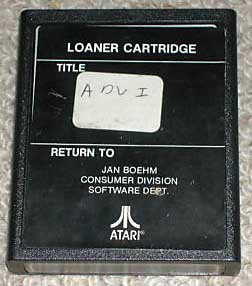 LOANER CARTRIDGE
TITLE
ADV I
RETURN TO
JAN BOEHM
CONSUMER DIVISION
SOFTWARE DEPT.
ATARI®